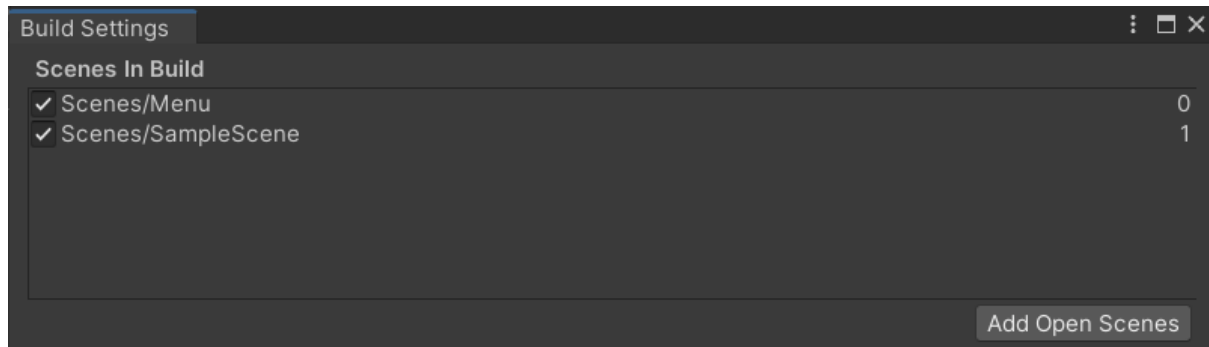 Build Settings
Scenes In Build
Scenes/Menu 0
Scenes/SampleScene 1
Add Open Scenes